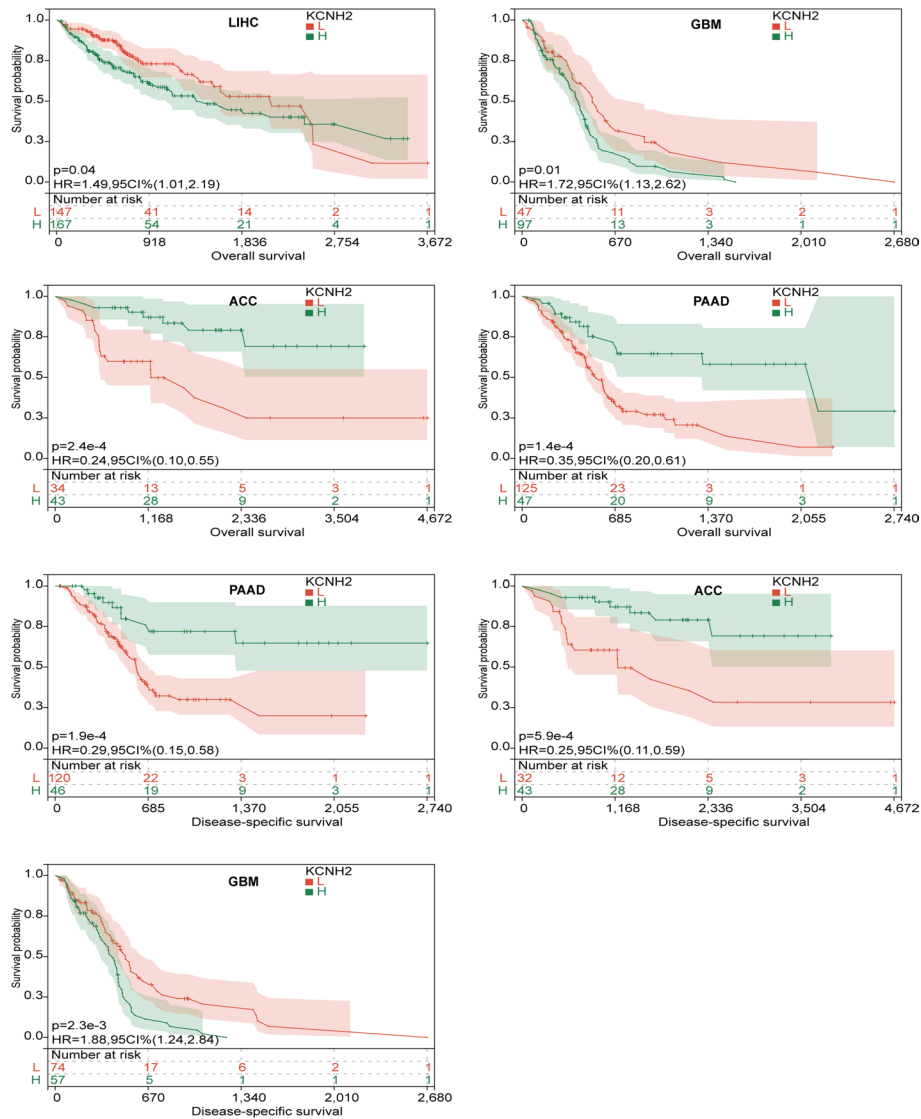 LIHC
KCNH2
L
H
Survival probability
1.0
0.8
0.5
0.3
0.0
p=0.04
HR=1.49,95CI%(1.01,2.19)
Number at risk
L 147 41 14 2 1
H 167 54 21 4 1
0 918 1,836 2,754 3,672
Overall survival
GBM
KCNH2
L
H
Survival probability
1.0
0.8
0.5
0.3
0.0
p=0.01
HR=1.72,95CI%(1.13,2.62)
Number at risk
L 47 11 3 2 1
H 97 13 3 1 1
0 670 1,340 2,010 2,680
Overall survival
ACC
KCNH2
L
H
Survival probability
1.0
0.8
0.5
0.3
0.0
p=2.4e-4
HR=0.24,95CI%(0.10,0.55)
Number at risk
L 34 13 5 3 1
H 43 28 9 2 1
0 1,168 2,336 3,504 4,672
Overall survival
PAAD
KCNH2
L
H
Survival probability
1.0
0.8
0.5
0.3
0.0
p=1.4e-4
HR=0.35,95CI%(0.20,0.61)
Number at risk
L 125 23 3 1 1
H 47 20 9 3 1
0 685 1,370 2,055 2,740
Overall survival
PAAD
KCNH2
L
H
Survival probability
1.0
0.8
0.5
0.3
0.0
p=1.9e-4
HR=0.29,95CI%(0.15,0.58)
Number at risk
L 120 22 3 1 1
H 46 19 9 3 1
0 685 1,370 2,055 2,740
Disease-specific survival
ACC
KCNH2
L
H
Survival probability
1.0
0.8
0.5
0.3
0.0
p=5.9e-4
HR=0.25,95CI%(0.11,0.59)
Number at risk
L 32 12 5 3 1
H 43 28 9 2 1
0 1,168 2,336 3,504 4,672
Disease-specific survival
GBM
KCNH2
L
H
Survival probability
1.0
0.8
0.5
0.3
0.0
p=2.3e-3
HR=1.88,95CI%(1.24,2.84)
Number at risk
L 74 17 6 2 1
H 57 5 1 1 1
0 670 1,340 2,010 2,680
Disease-specific survival